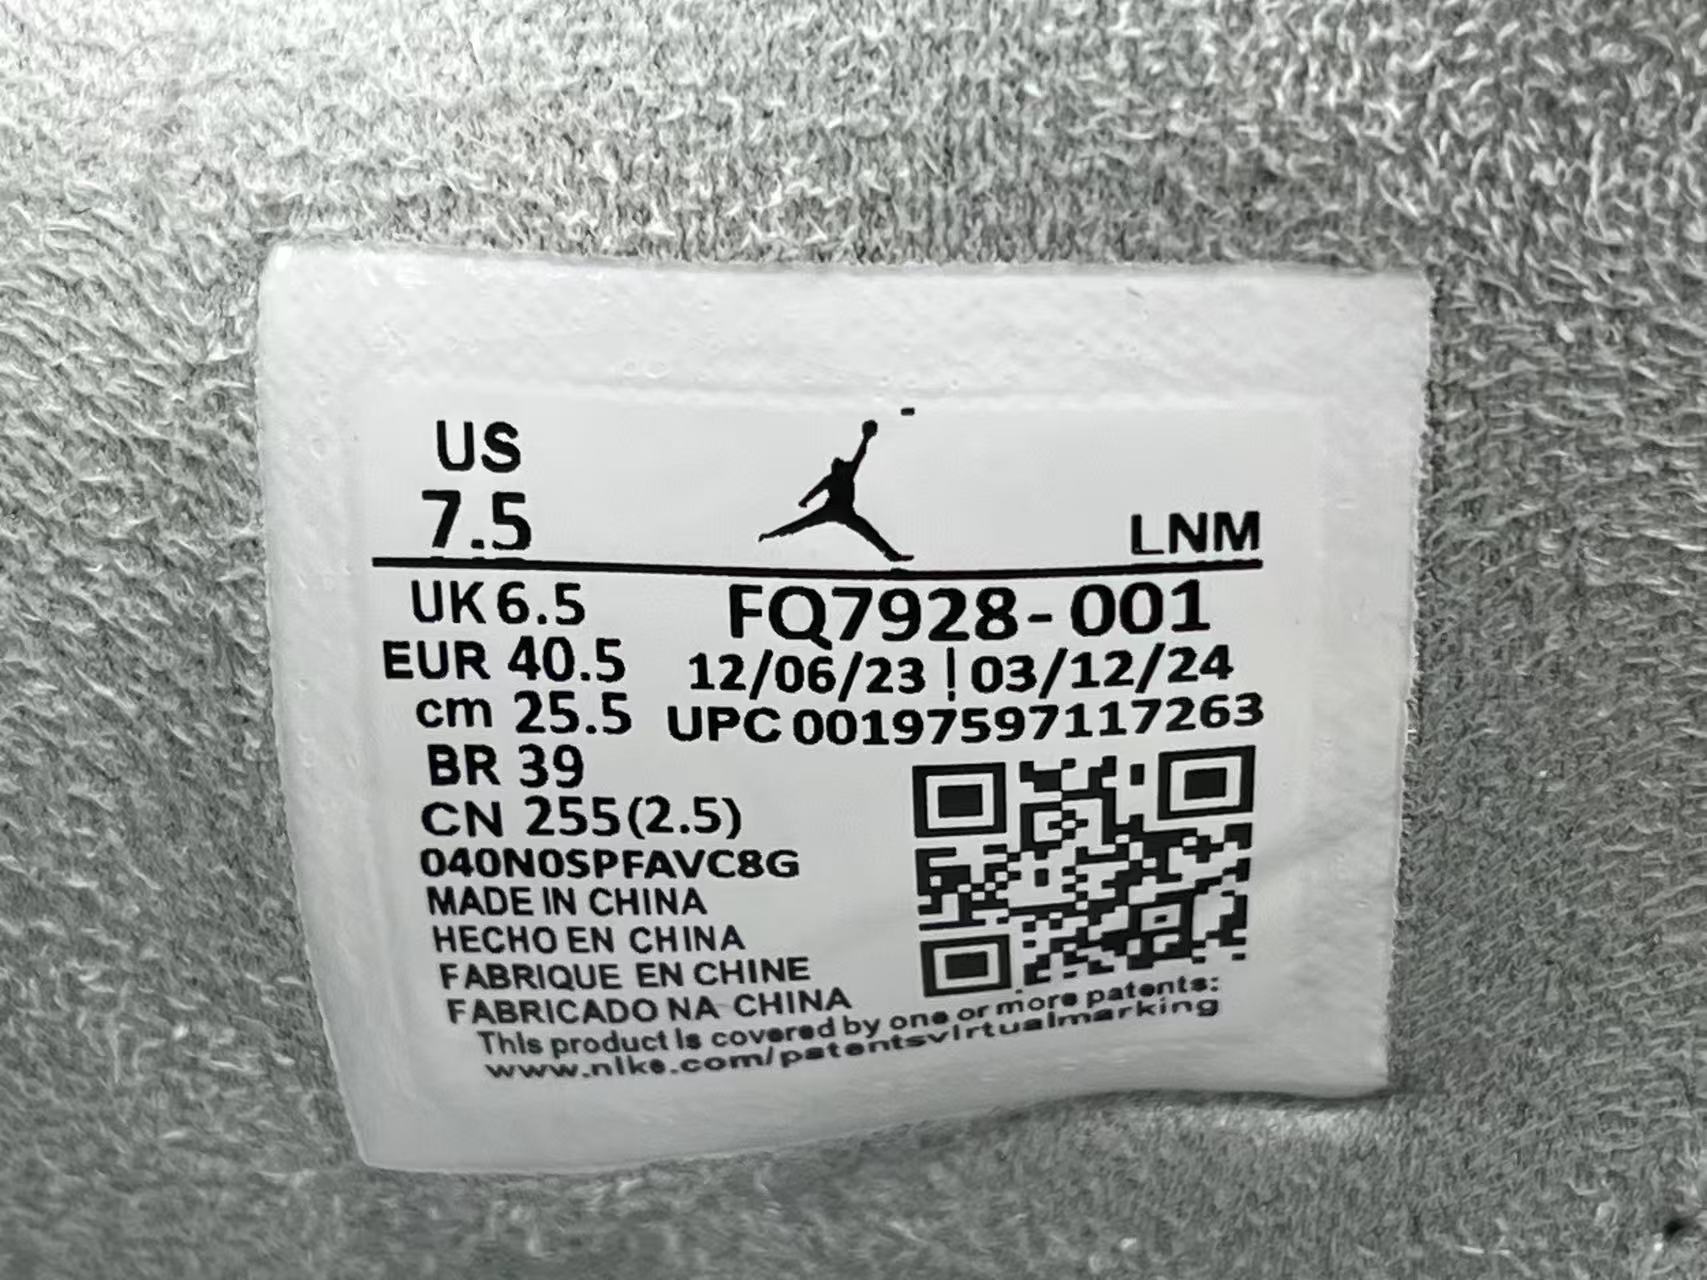 US
7.5
LNM
UK 6.5
FQ7928-001
EUR 40.5
12/06/23 | 03/12/24
cm 25.5
UPC 00197597117263
BR 39
CN 255(2.5)
040N0SPFAVC8G
MADE IN CHINA
HECHO EN CHINA
FABRIQUE EN CHINE
FABRICADO NA CHINA
This product is covered by one or more patents:
www.nike.com/patentsvirtualmarking